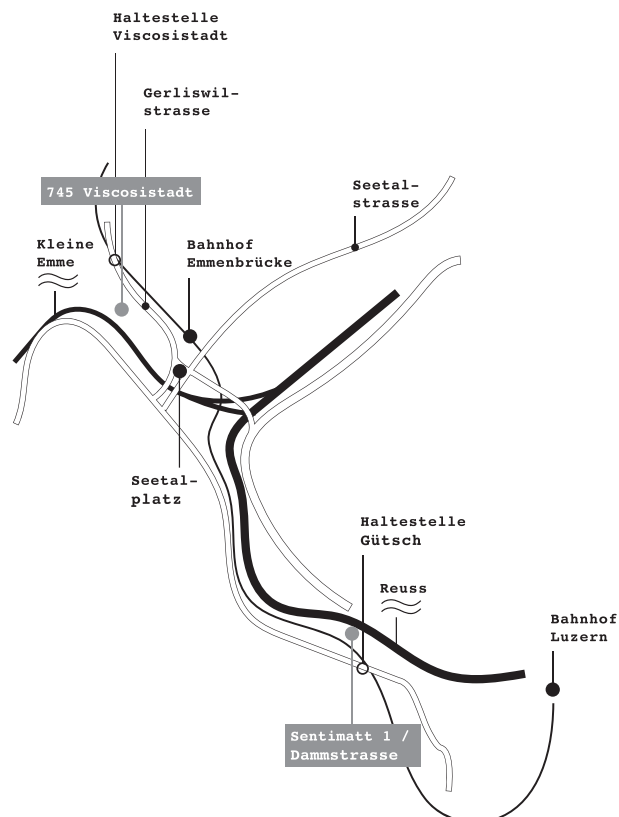 Haltestelle
Viscosistadt
Gerliswil-
strasse
745 Viscosistadt
Seetal-
strasse
Kleine
Emme
Bahnhof
Emmenbrücke
Seetal-
platz
Haltestelle
Gütsch
Reuss
Bahnhof
Luzern
Sentimatt 1 /
Dammstrasse